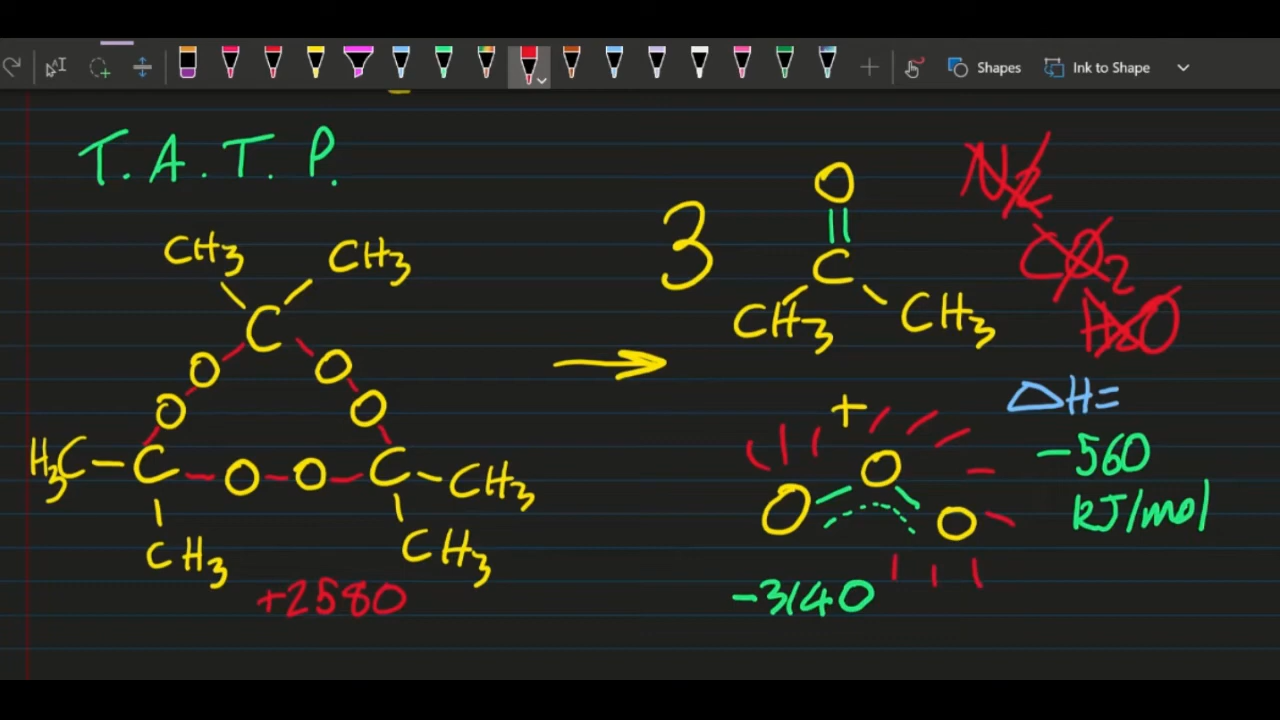 Shapes
Ink to Shape
T.A.T.P.
CH3 CH3
C
O O
O O
H3C C O O C CH3
CH3 CH3
+2580
3
O
C
CH3 CH3
+
O
O O
-3140
N2
CO2
H2O
ΔH=
-560
kJ/mol